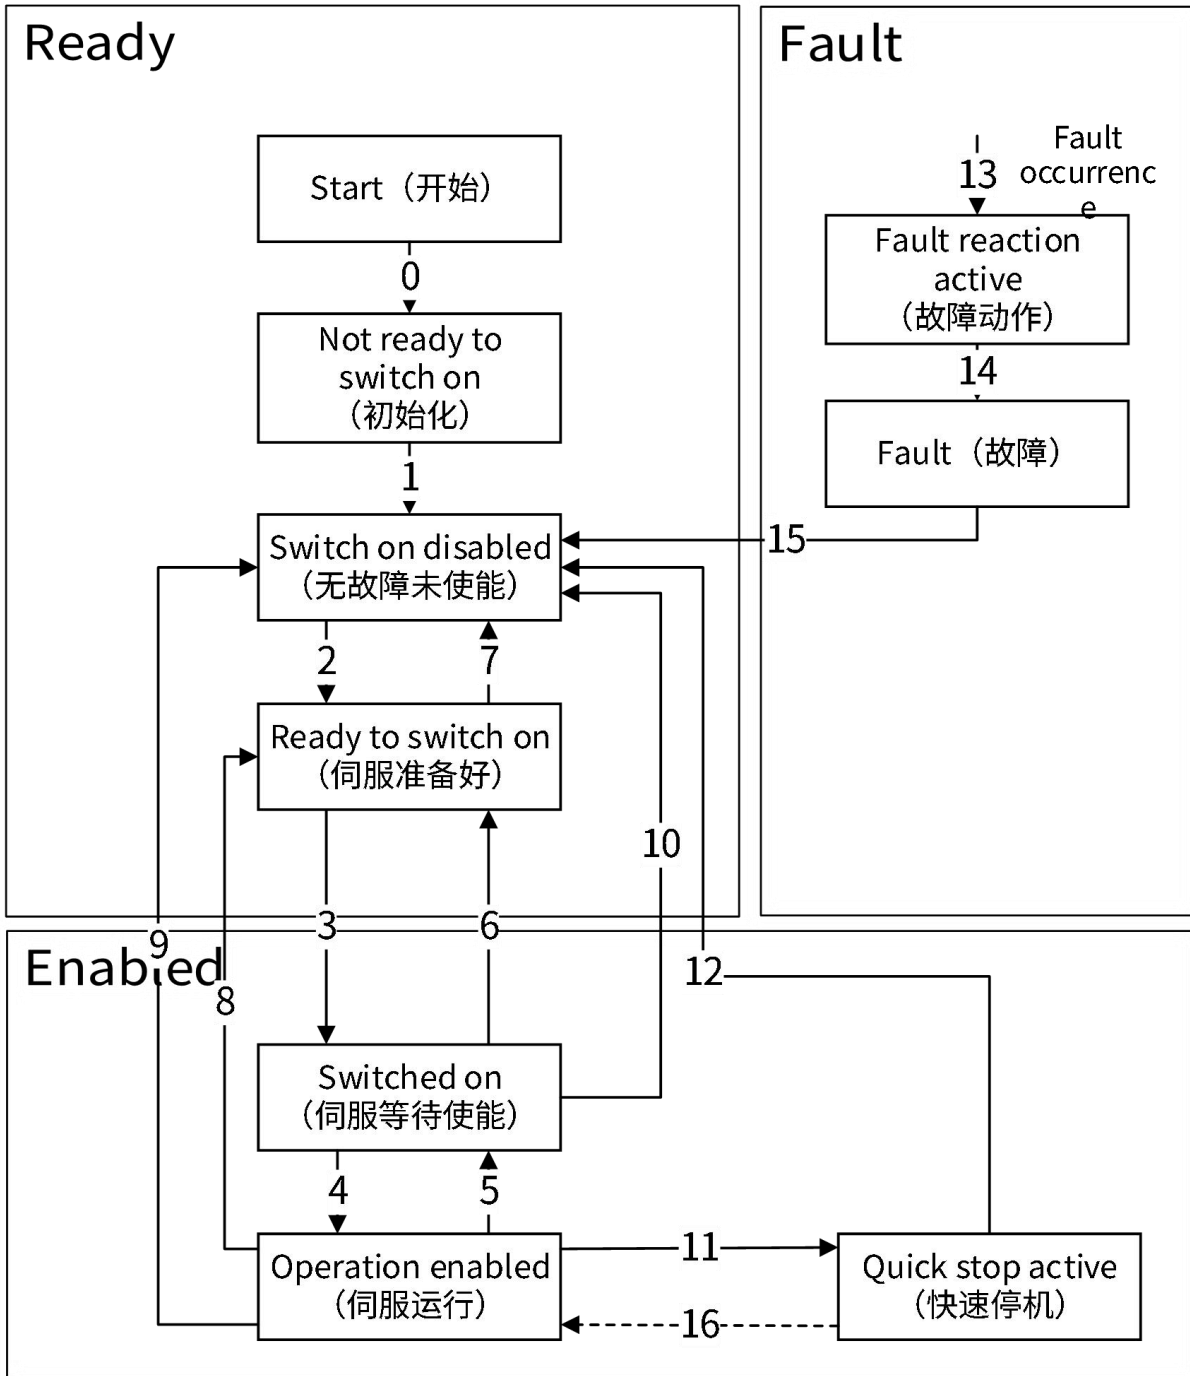 Ready
Start（开始）
0
Not ready to
switch on
（初始化）
1
Switch on disabled
（无故障未使能）
2
7
Ready to switch on
（伺服准备好）
10
3
6
9
Fault
Fault
occurrenc
e
13
Fault reaction
active
（故障动作）
14
Fault（故障）
15
Enabled
8
12
Switched on
（伺服等待使能）
4
5
Operation enabled
（伺服运行）
11
16
Quick stop active
（快速停机）